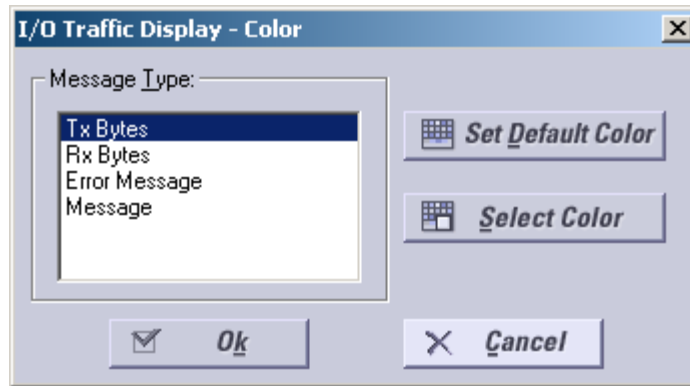 I/O Traffic Display - Color
Message Type:
Tx Bytes
Rx Bytes
Error Message
Message
Set Default Color
Select Color
Ok
Cancel